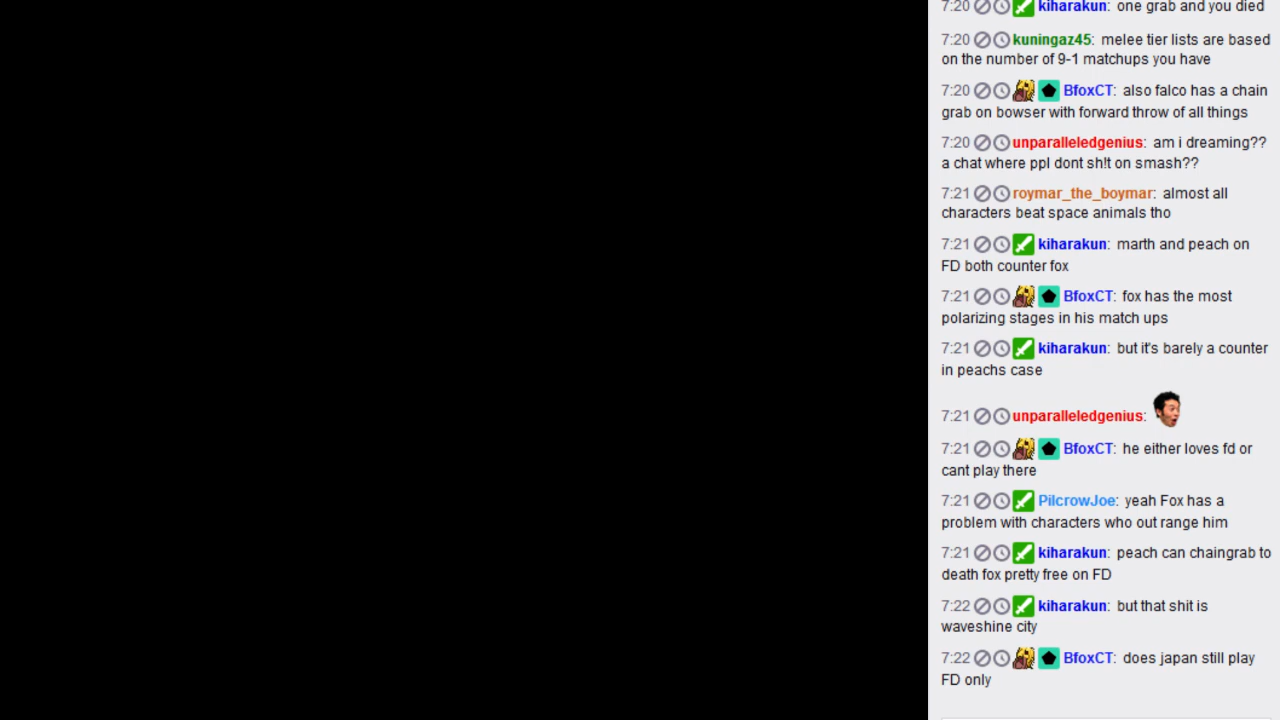 7:20 kiharakun: one grab and you died
7:20 kuningaz45: melee tier lists are based
on the number of 9-1 matchups you have
7:20 BfoxCT: also falco has a chain
grab on bowser with forward throw of all things
7:20 unparalleledgenius: am i dreaming??
a chat where ppl dont sh!t on smash??
7:21 roymar_the_boymar: almost all
characters beat space animals tho
7:21 kiharakun: marth and peach on
FD both counter fox
7:21 BfoxCT: fox has the most
polarizing stages in his match ups
7:21 kiharakun: but it's barely a counter
in peachs case
7:21 unparalleledgenius:
7:21 BfoxCT: he either loves fd or
cant play there
7:21 PilcrowJoe: yeah Fox has a
problem with characters who out range him
7:21 kiharakun: peach can chaingrab to
death fox pretty free on FD
7:22 kiharakun: but that shit is
waveshine city
7:22 BfoxCT: does japan still play
FD only